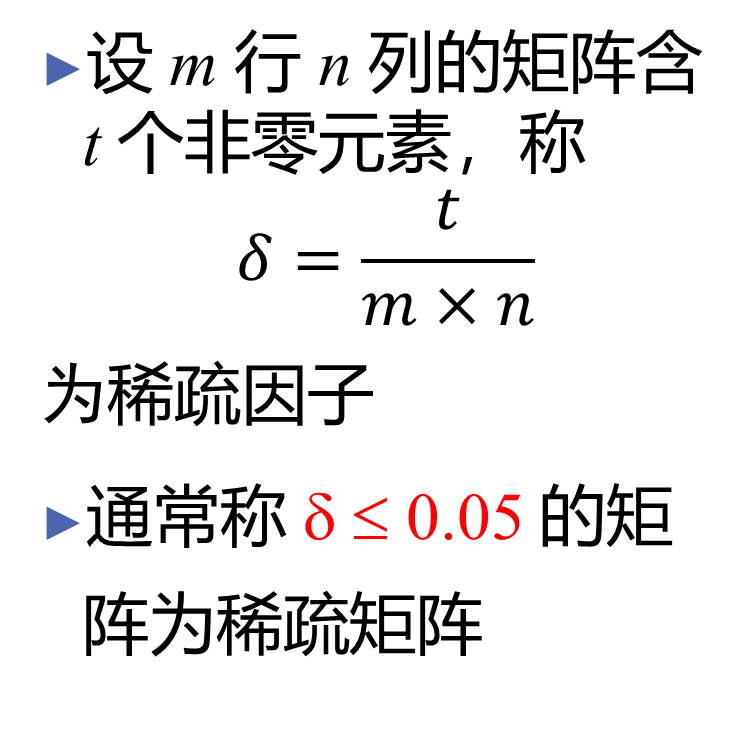 ►设 m 行 n 列的矩阵含
t 个非零元素，称
δ = t / (m × n)
为稀疏因子
►通常称 δ ≤ 0.05 的矩
阵为稀疏矩阵